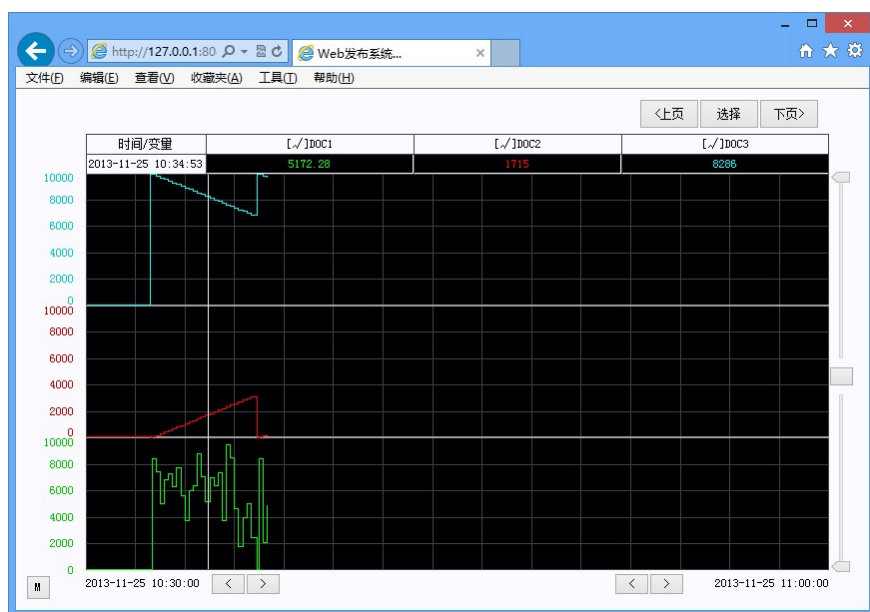 http://127.0.0.1:80
Web发布系统...
文件(F) 编辑(E) 查看(V) 收藏夹(A) 工具(T) 帮助(H)
<上页 选择 下页>
时间/变量 [√]DOC1 [√]DOC2 [√]DOC3
2013-11-25 10:34:53 5172.28 1715 8286
10000
8000
6000
4000
2000
0
10000
8000
6000
4000
2000
0
10000
8000
6000
4000
2000
0
M 2013-11-25 10:30:00 < > < > 2013-11-25 11:00:00